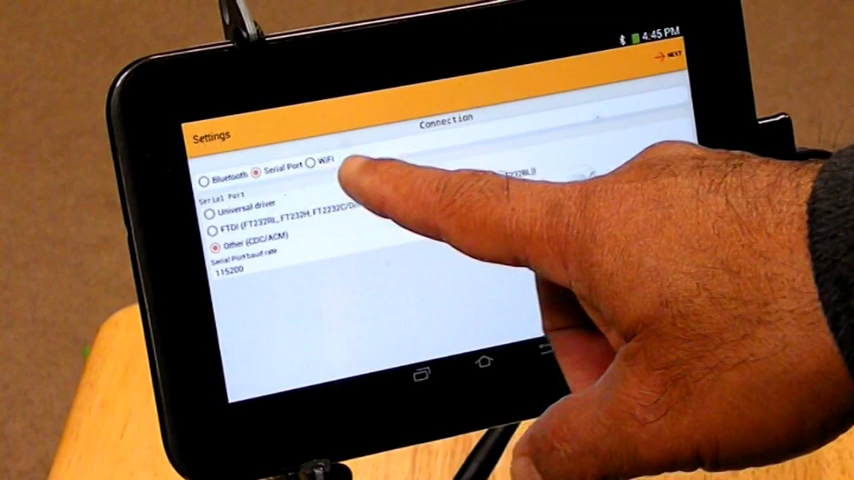 4:45 PM
NEXT
Settings
Connection
Bluetooth Serial Port WiFi
Serial Port
Universal driver
FTDI (FT232RL, FT232H, FT2232C/D/
Other (CDC/ACM)
Serial Port baud rate
115200